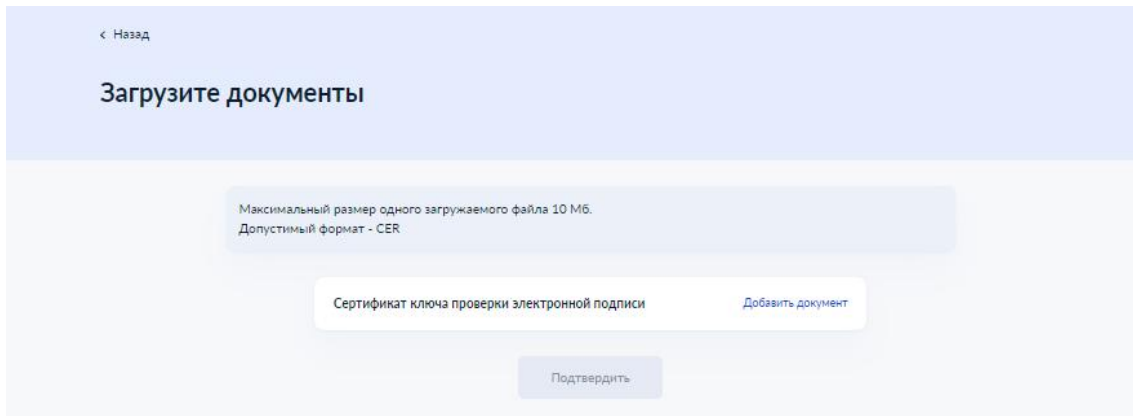 < Назад
Загрузите документы
Максимальный размер одного загружаемого файла 10 Мб.
Допустимый формат - CER
Сертификат ключа проверки электронной подписи
Добавить документ
Подтвердить